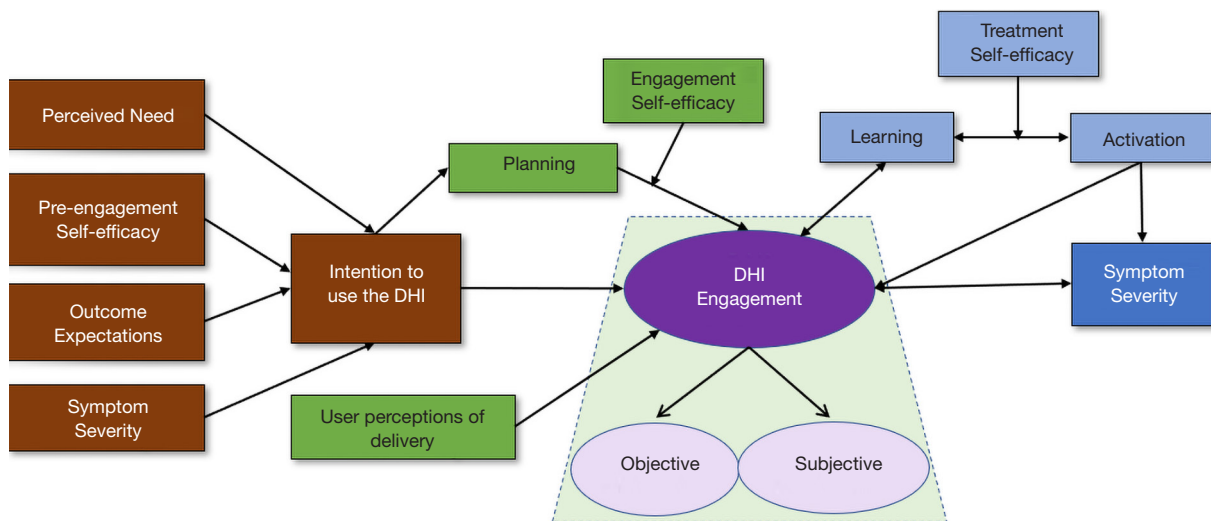 Treatment
Self-efficacy
Engagement
Self-efficacy
Perceived Need
Learning
Activation
Planning
Pre-engagement
Self-efficacy
Intention to
use the DHI
DHI
Engagement
Symptom
Severity
Outcome
Expectations
Symptom
Severity
User perceptions of
delivery
Objective
Subjective